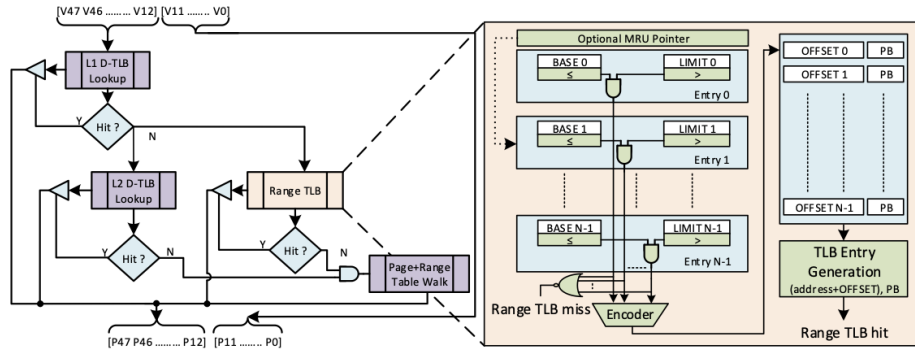 [V47 V46 ......... V12] [V11 ........ V0]
L1 D-TLB
Lookup
Hit ?
Y
N
L2 D-TLB
Lookup
Hit ?
Y
N
Range TLB
Hit ?
Y
N
Page+Range
Table Walk
[P47 P46 ......... P12] [P11 ........ P0]
Optional MRU Pointer
BASE 0
≤
LIMIT 0
>
Entry 0
BASE 1
≤
LIMIT 1
>
Entry 1
BASE N-1
≤
LIMIT N-1
>
Entry N-1
Range TLB miss
Encoder
OFFSET 0 PB
OFFSET 1 PB
OFFSET N-1 PB
TLB Entry
Generation
(address+OFFSET), PB
Range TLB hit